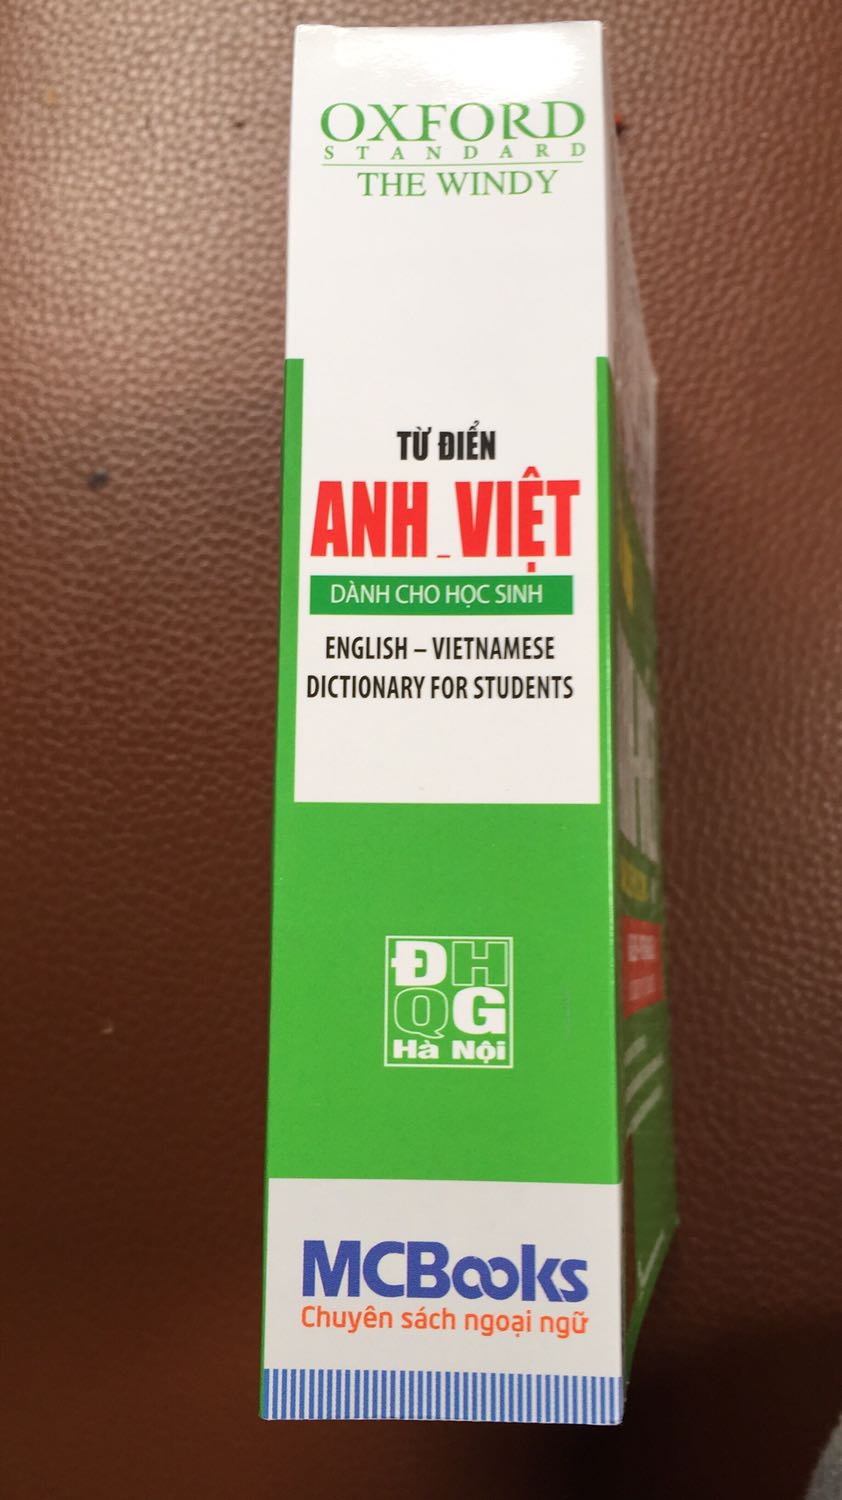 OXFORD
STANDARD
THE WINDY
TỪ ĐIỂN
ANH_VIỆT
DÀNH CHO HỌC SINH
ENGLISH – VIETNAMESE
DICTIONARY FOR STUDENTS
ĐH
QG
Hà Nội
MCBooks
Chuyên sách ngoại ngữ